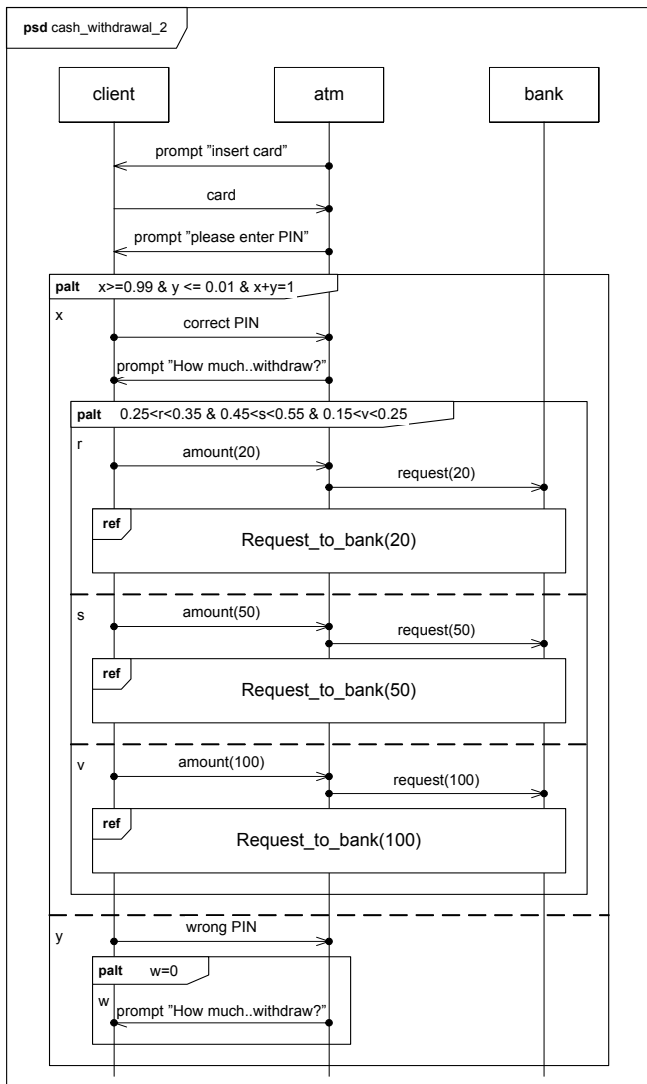 psd cash_withdrawal_2
client atm bank
prompt ”insert card”
card
prompt ”please enter PIN”
palt x>=0.99 & y <= 0.01 & x+y=1
x
correct PIN
prompt ”How much..withdraw?”
palt 0.25<r<0.35 & 0.45<s<0.55 & 0.15<v<0.25
r
amount(20)
request(20)
ref
Request_to_bank(20)
s
amount(50)
request(50)
ref
Request_to_bank(50)
v
amount(100)
request(100)
ref
Request_to_bank(100)
y
wrong PIN
palt w=0
w
prompt ”How much..withdraw?”